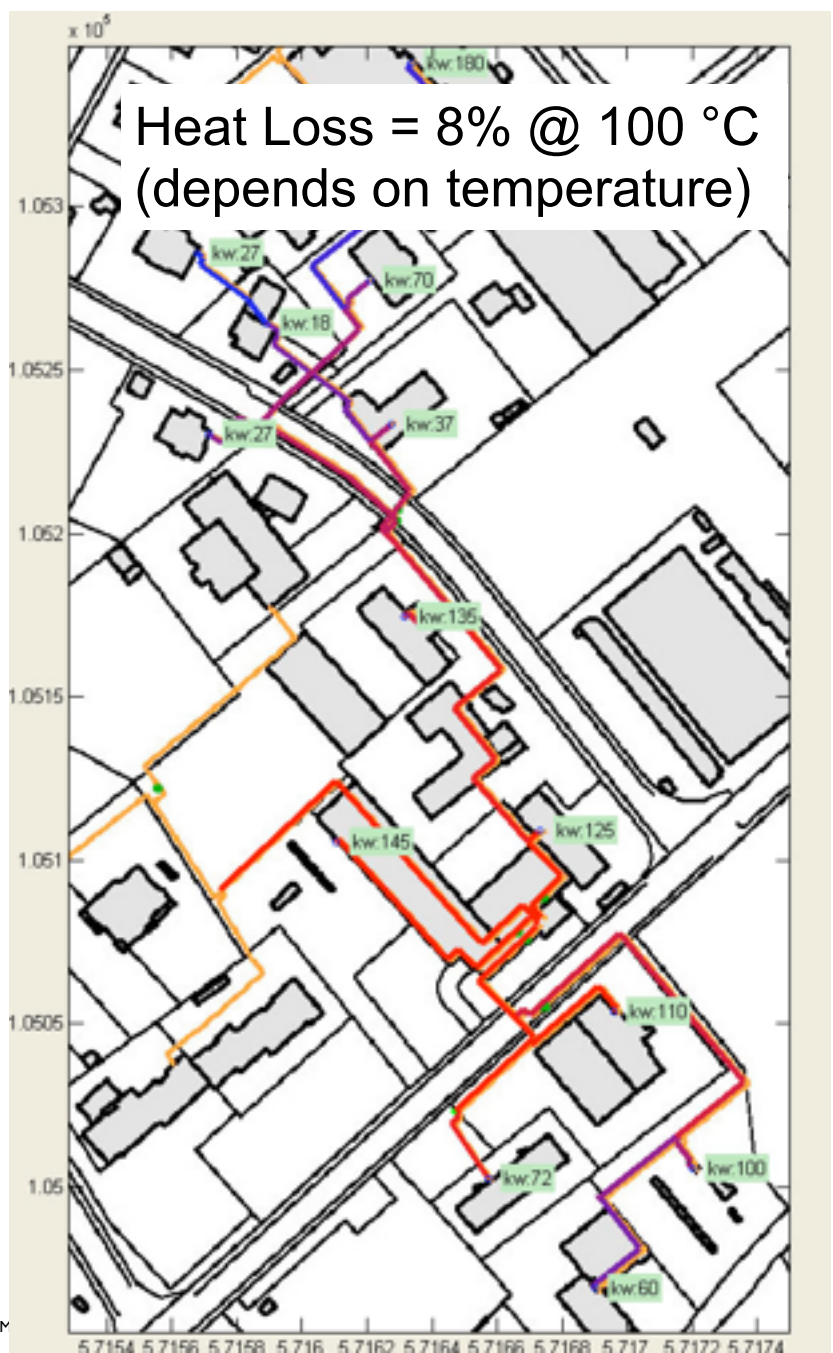 x 10⁵
kw:180
Heat Loss = 8% @ 100 °C
(depends on temperature)
1.053
kw:27
kw:70
kw:18
1.0525
kw:37
kw:27
1.052
kw:135
1.0515
kw:125
kw:145
1.051
1.0505
kw:110
kw:100
kw:72
1.05
kw:60
M
5.7154 5.7156 5.7158 5.716 5.7162 5.7164 5.7166 5.7168 5.717 5.7172 5.7174